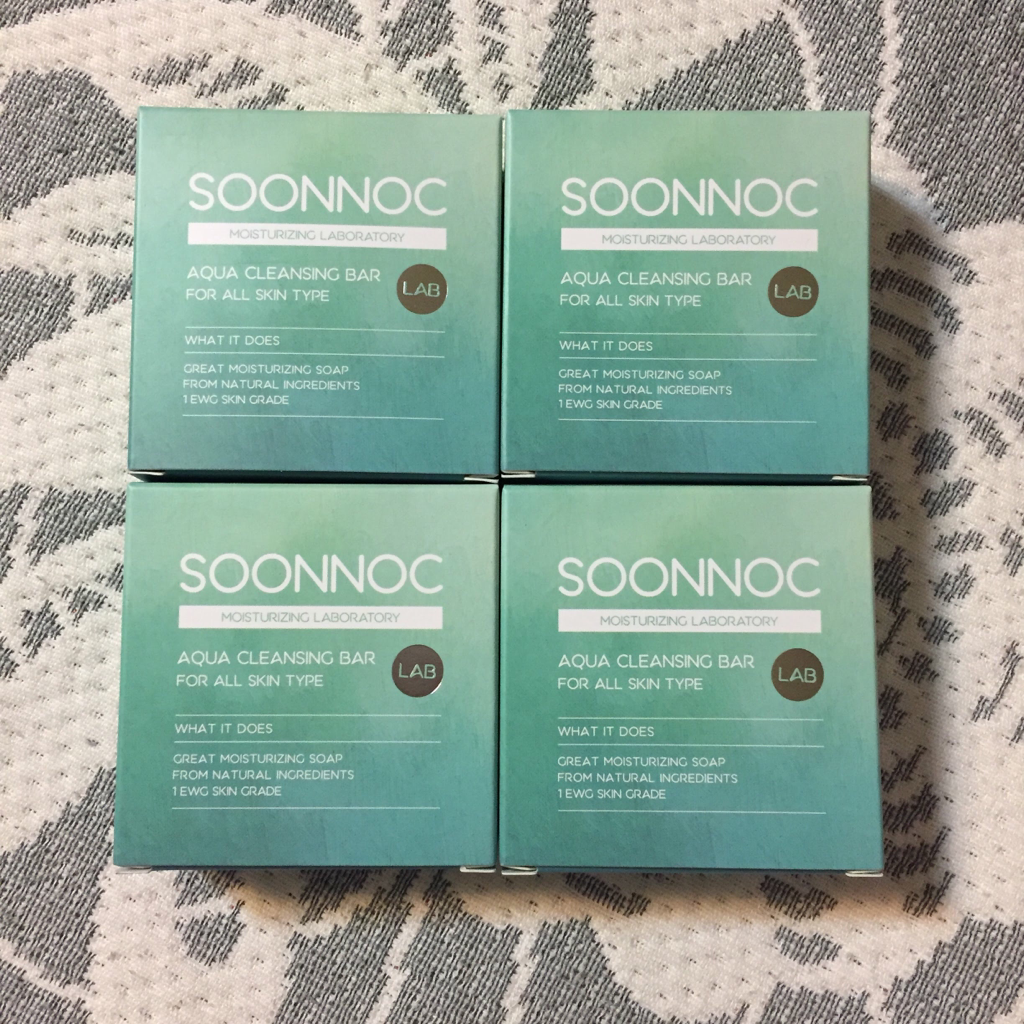 SOONNOC
MOISTURIZING LABORATORY
AQUA CLEANSING BAR
FOR ALL SKIN TYPE
LAB
WHAT IT DOES
GREAT MOISTURIZING SOAP
FROM NATURAL INGREDIENTS
1 EWG SKIN GRADE
SOONNOC
MOISTURIZING LABORATORY
AQUA CLEANSING BAR
FOR ALL SKIN TYPE
LAB
WHAT IT DOES
GREAT MOISTURIZING SOAP
FROM NATURAL INGREDIENTS
1 EWG SKIN GRADE
SOONNOC
MOISTURIZING LABORATORY
AQUA CLEANSING BAR
FOR ALL SKIN TYPE
LAB
WHAT IT DOES
GREAT MOISTURIZING SOAP
FROM NATURAL INGREDIENTS
1 EWG SKIN GRADE
SOONNOC
MOISTURIZING LABORATORY
AQUA CLEANSING BAR
FOR ALL SKIN TYPE
LAB
WHAT IT DOES
GREAT MOISTURIZING SOAP
FROM NATURAL INGREDIENTS
1 EWG SKIN GRADE